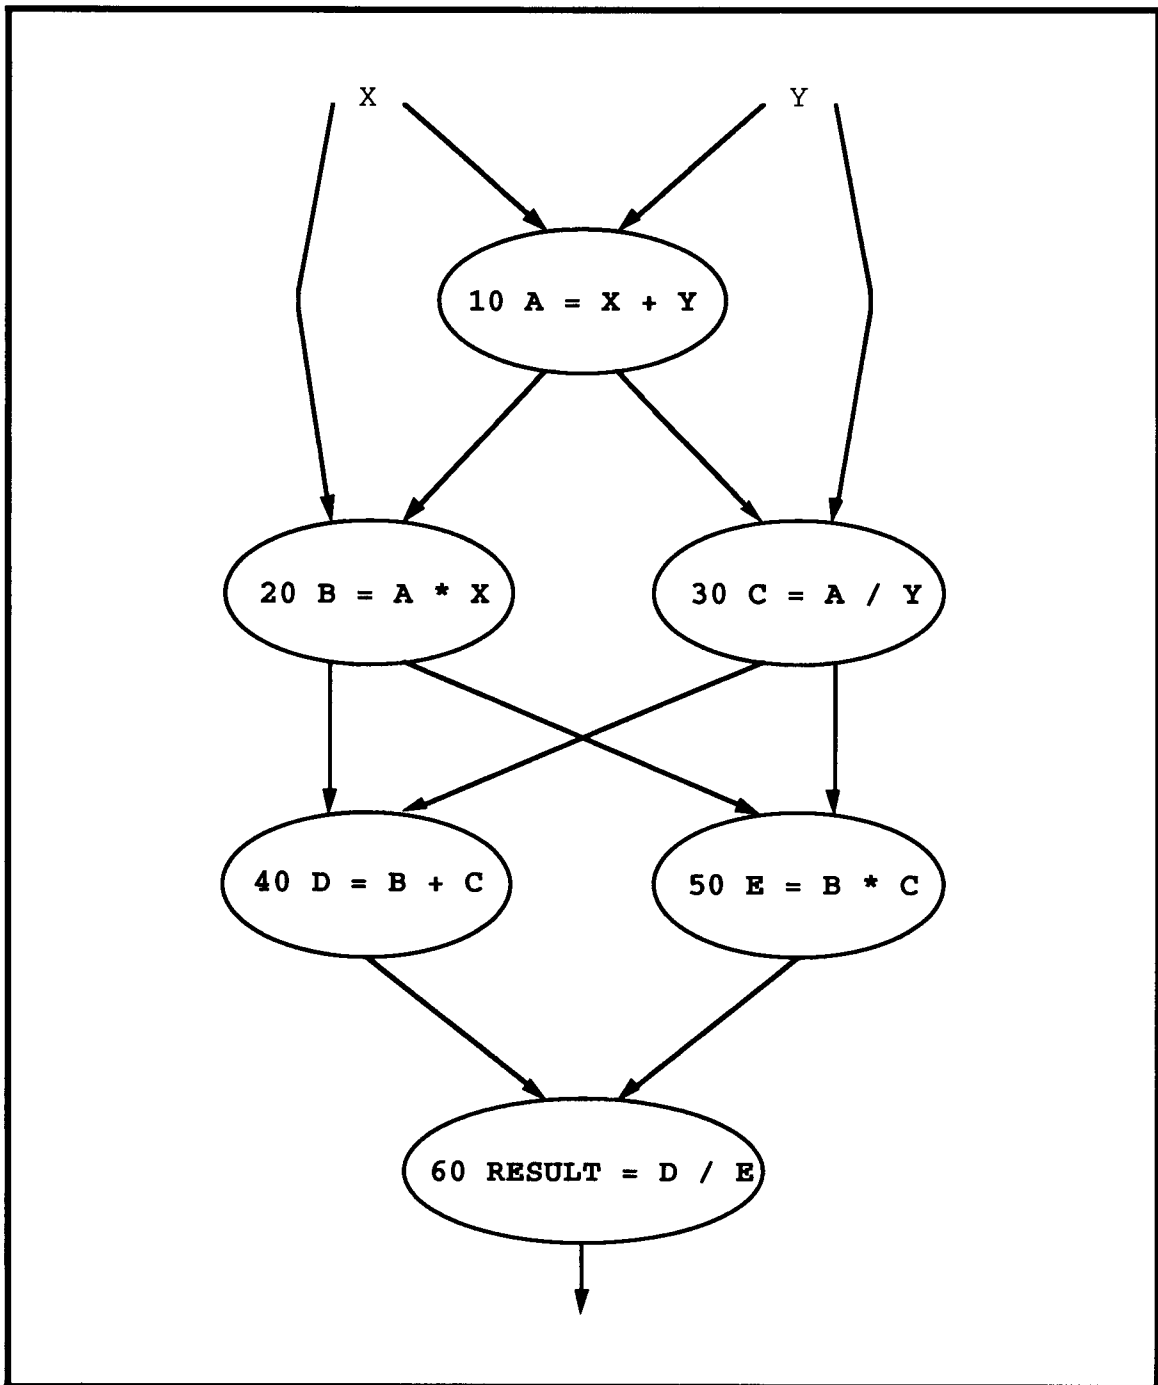 X Y
10 A = X + Y
20 B = A * X
30 C = A / Y
40 D = B + C
50 E = B * C
60 RESULT = D / E